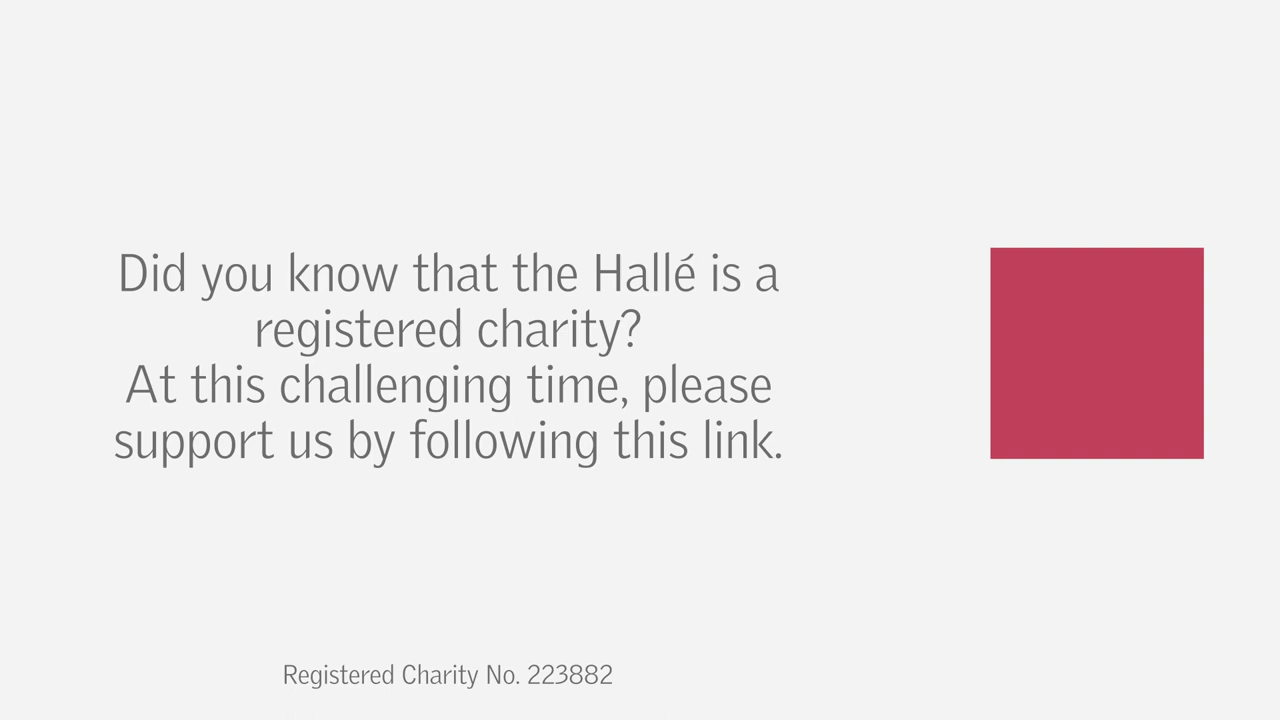 Did you know that the Hallé is a
registered charity?
At this challenging time, please
support us by following this link.
Registered Charity No. 223882